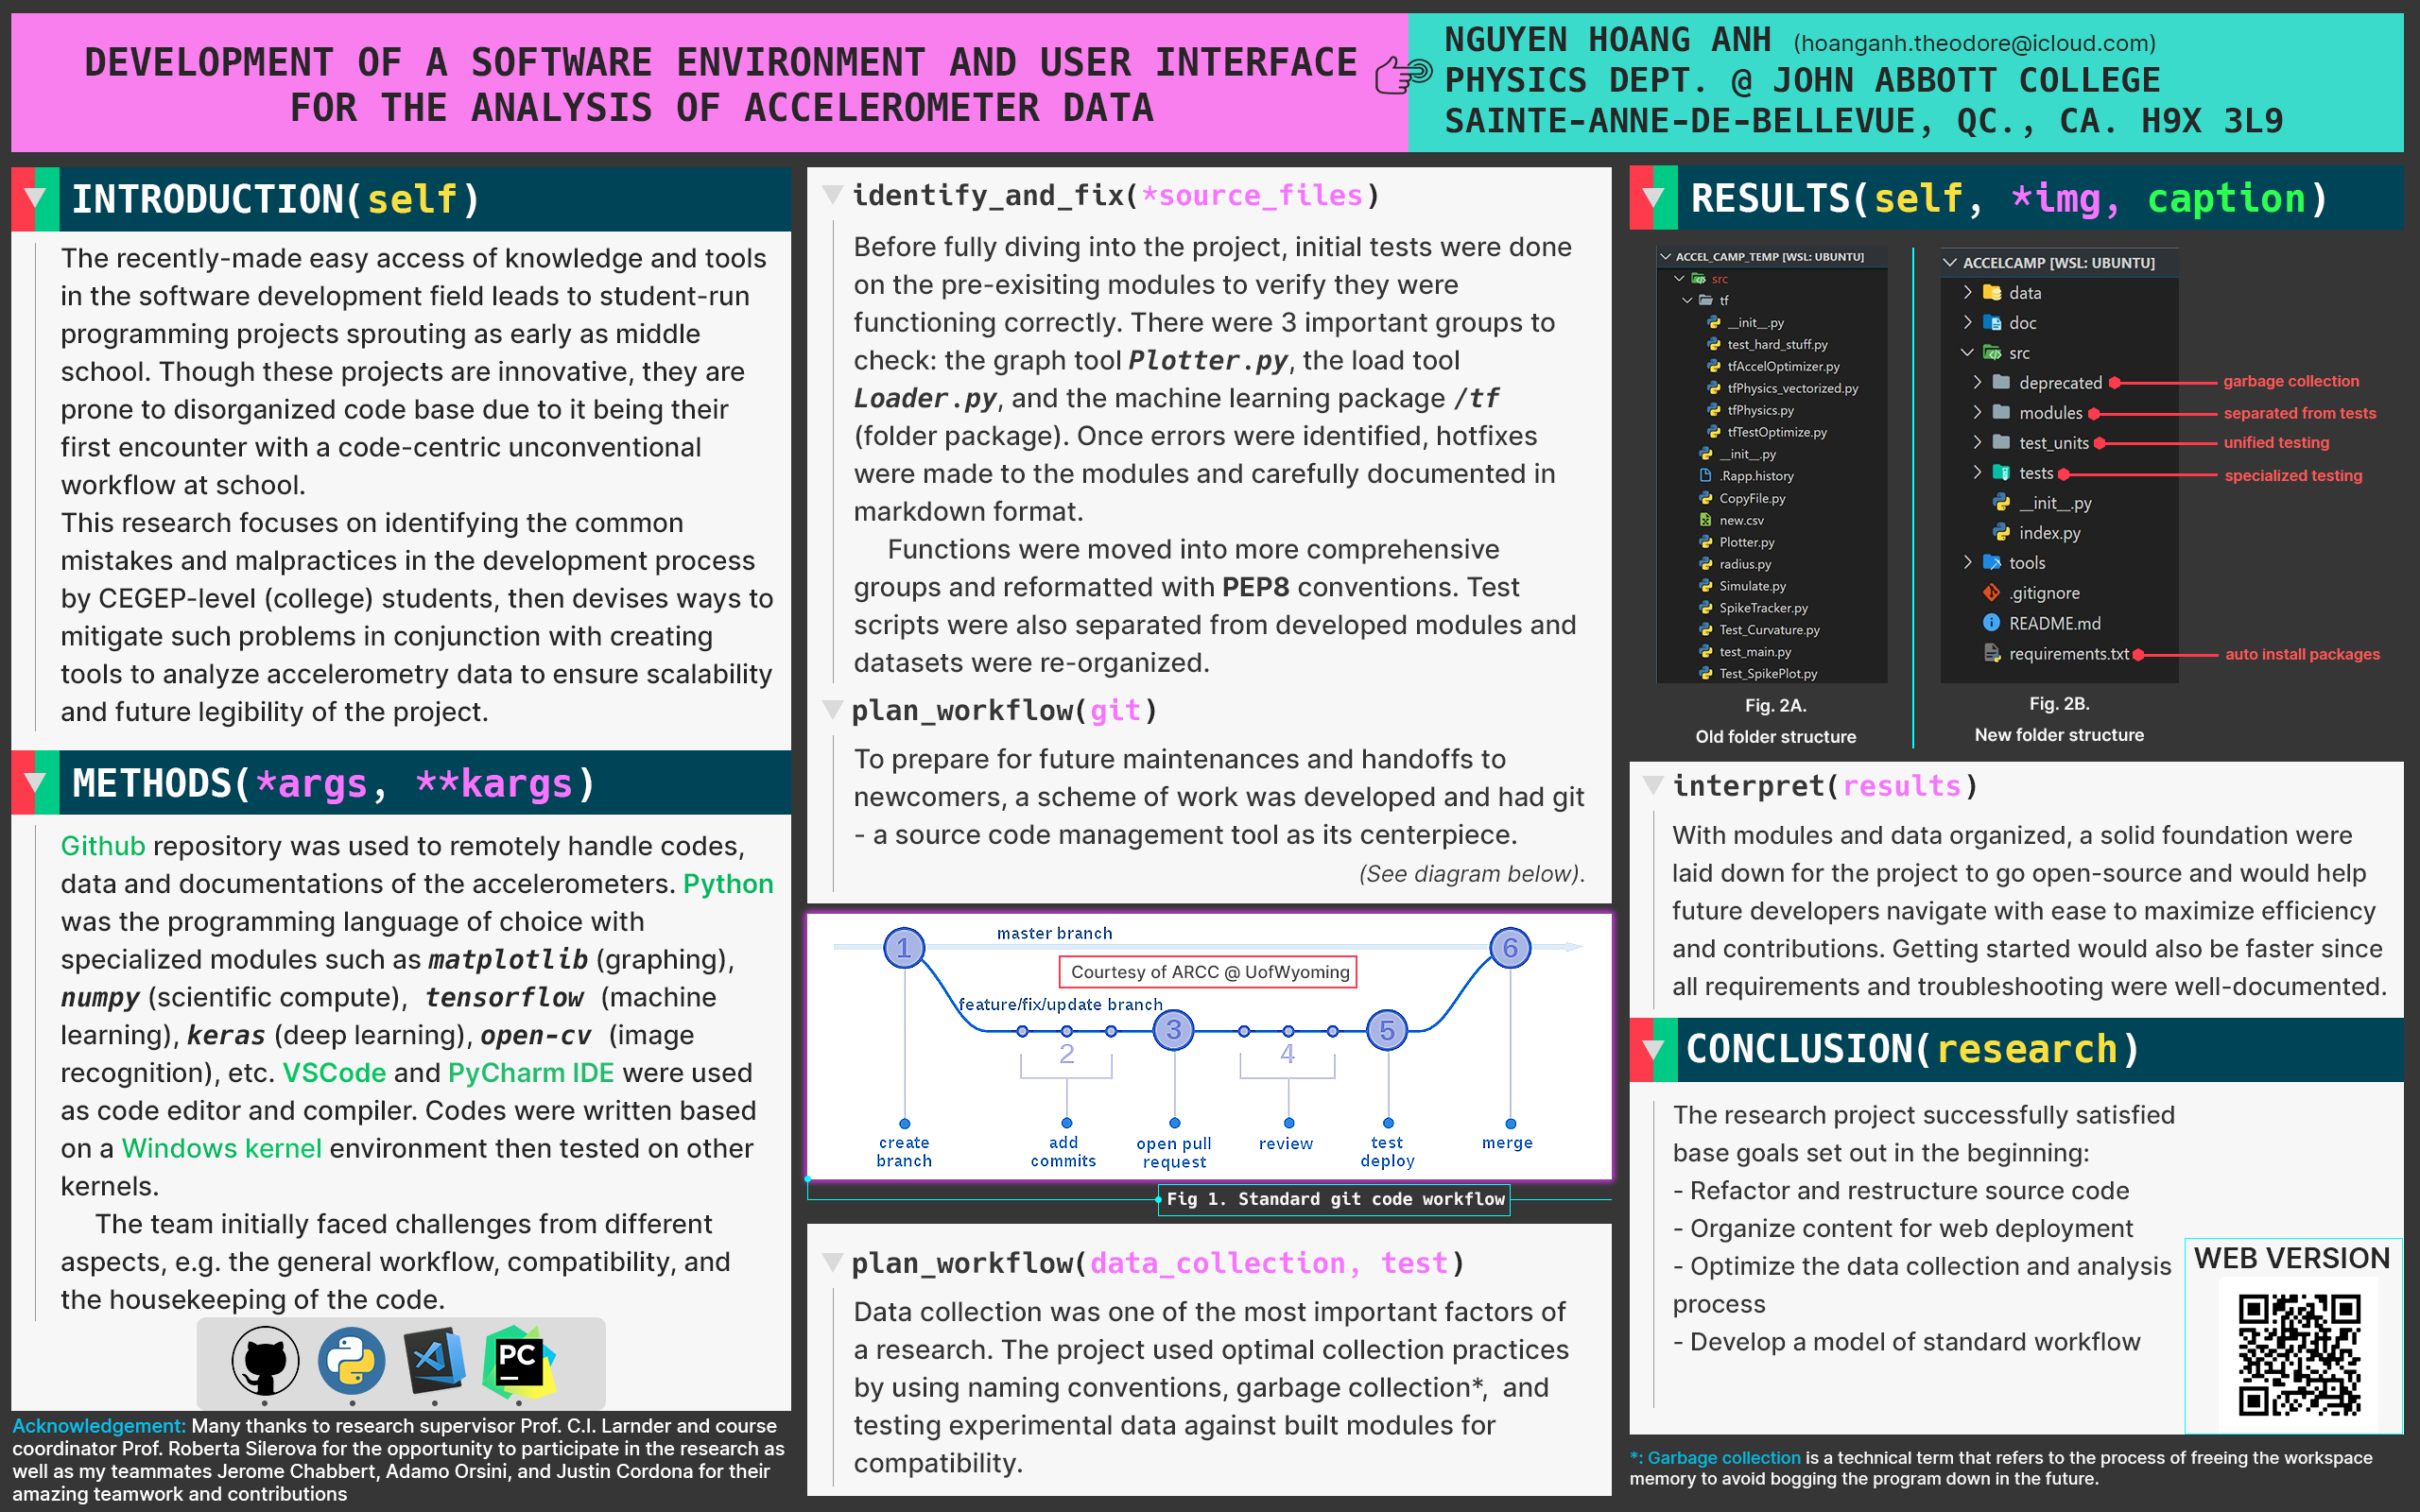 DEVELOPMENT OF A SOFTWARE ENVIRONMENT AND USER INTERFACE
FOR THE ANALYSIS OF ACCELEROMETER DATA
NGUYEN HOANG ANH (hoanganh.theodore@icloud.com)
PHYSICS DEPT. @ JOHN ABBOTT COLLEGE
SAINTE-ANNE-DE-BELLEVUE, QC., CA. H9X 3L9
INTRODUCTION(self)
The recently-made easy access of knowledge and tools
in the software development field leads to student-run
programming projects sprouting as early as middle
school. Though these projects are innovative, they are
prone to disorganized code base due to it being their
first encounter with a code-centric unconventional
workflow at school.
This research focuses on identifying the common
mistakes and malpractices in the development process
by CEGEP-level (college) students, then devises ways to
mitigate such problems in conjunction with creating
tools to analyze accelerometry data to ensure scalability
and future legibility of the project.
METHODS(*args, **kargs)
Github repository was used to remotely handle codes,
data and documentations of the accelerometers. Python
was the programming language of choice with
specialized modules such as matplotlib (graphing),
numpy (scientific compute), tensorflow (machine
learning), keras (deep learning), open-cv (image
recognition), etc. VSCode and PyCharm IDE were used
as code editor and compiler. Codes were written based
on a Windows kernel environment then tested on other
kernels.
The team initially faced challenges from different
aspects, e.g. the general workflow, compatibility, and
the housekeeping of the code.
PC
Acknowledgement: Many thanks to research supervisor Prof. C.I. Larnder and course
coordinator Prof. Roberta Silerova for the opportunity to participate in the research as
well as my teammates Jerome Chabbert, Adamo Orsini, and Justin Cordona for their
amazing teamwork and contributions
identify_and_fix(*source_files)
Before fully diving into the project, initial tests were done
on the pre-exisiting modules to verify they were
functioning correctly. There were 3 important groups to
check: the graph tool Plotter.py, the load tool
Loader.py, and the machine learning package /tf
(folder package). Once errors were identified, hotfixes
were made to the modules and carefully documented in
markdown format.
Functions were moved into more comprehensive
groups and reformatted with PEP8 conventions. Test
scripts were also separated from developed modules and
datasets were re-organized.
plan_workflow(git)
To prepare for future maintenances and handoffs to
newcomers, a scheme of work was developed and had git
- a source code management tool as its centerpiece.
(See diagram below).
1
master branch
6
Courtesy of ARCC @ UofWyoming
feature/fix/update branch
3
5
2
4
create
branch
add
commits
open pull
request
review
test
deploy
merge
Fig 1. Standard git code workflow
plan_workflow(data_collection, test)
Data collection was one of the most important factors of
a research. The project used optimal collection practices
by using naming conventions, garbage collection*, and
testing experimental data against built modules for
compatibility.
RESULTS(self, *img, caption)
ACCEL_CAMP_TEMP [WSL: UBUNTU]
src
tf
__init__.py
test_hard_stuff.py
tfAccelOptimizer.py
tfPhysics_vectorized.py
tfPhysics.py
tfTestOptimize.py
__init__.py
.Rapp.history
CopyFile.py
new.csv
Plotter.py
radius.py
Simulate.py
SpikeTracker.py
Test_Curvature.py
test_main.py
Test_SpikePlot.py
Fig. 2A.
Old folder structure
ACCELCAMP [WSL: UBUNTU]
data
doc
src
deprecated garbage collection
modules separated from tests
test_units unified testing
tests specialized testing
__init__.py
index.py
tools
.gitignore
README.md
requirements.txt auto install packages
Fig. 2B.
New folder structure
interpret(results)
With modules and data organized, a solid foundation were
laid down for the project to go open-source and would help
future developers navigate with ease to maximize efficiency
and contributions. Getting started would also be faster since
all requirements and troubleshooting were well-documented.
CONCLUSION(research)
The research project successfully satisfied
base goals set out in the beginning:
- Refactor and restructure source code
- Organize content for web deployment
- Optimize the data collection and analysis
process
- Develop a model of standard workflow
WEB VERSION
*: Garbage collection is a technical term that refers to the process of freeing the workspace
memory to avoid bogging the program down in the future.